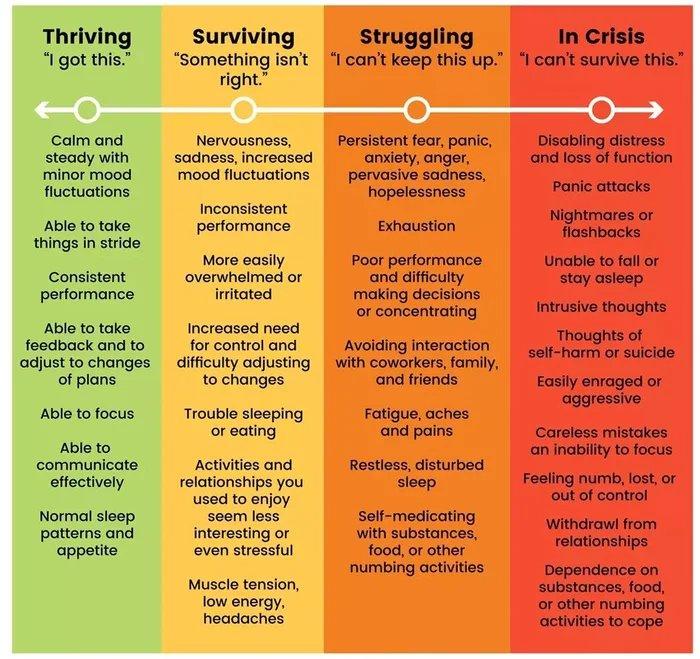 Thriving
“I got this.”
Calm and
steady with
minor mood
fluctuations
Able to take
things in stride
Consistent
performance
Able to take
feedback and to
adjust to changes
of plans
Able to focus
Able to
communicate
effectively
Normal sleep
patterns and
appetite
Surviving
“Something isn't
right.”
Nervousness,
sadness, increased
mood fluctuations
Inconsistent
performance
More easily
overwhelmed or
irritated
Increased need
for control and
difficulty adjusting
to changes
Trouble sleeping
or eating
Activities and
relationships you
used to enjoy
seem less
interesting or
even stressful
Muscle tension,
low energy,
headaches
Struggling
“I can't keep this up.”
Persistent fear, panic,
anxiety, anger,
pervasive sadness,
hopelessness
Exhaustion
Poor performance
and difficulty
making decisions
or concentrating
Avoiding interaction
with coworkers, family,
and friends
Fatigue, aches
and pains
Restless, disturbed
sleep
Self-medicating
with substances,
food, or other
numbing activities
In Crisis
“I can't survive this.”
Disabling distress
and loss of function
Panic attacks
Nightmares or
flashbacks
Unable to fall or
stay asleep
Intrusive thoughts
Thoughts of
self-harm or suicide
Easily enraged or
aggressive
Careless mistakes
an inability to focus
Feeling numb, lost, or
out of control
Withdrawl from
relationships
Dependence on
substances, food,
or other numbing
activities to cope